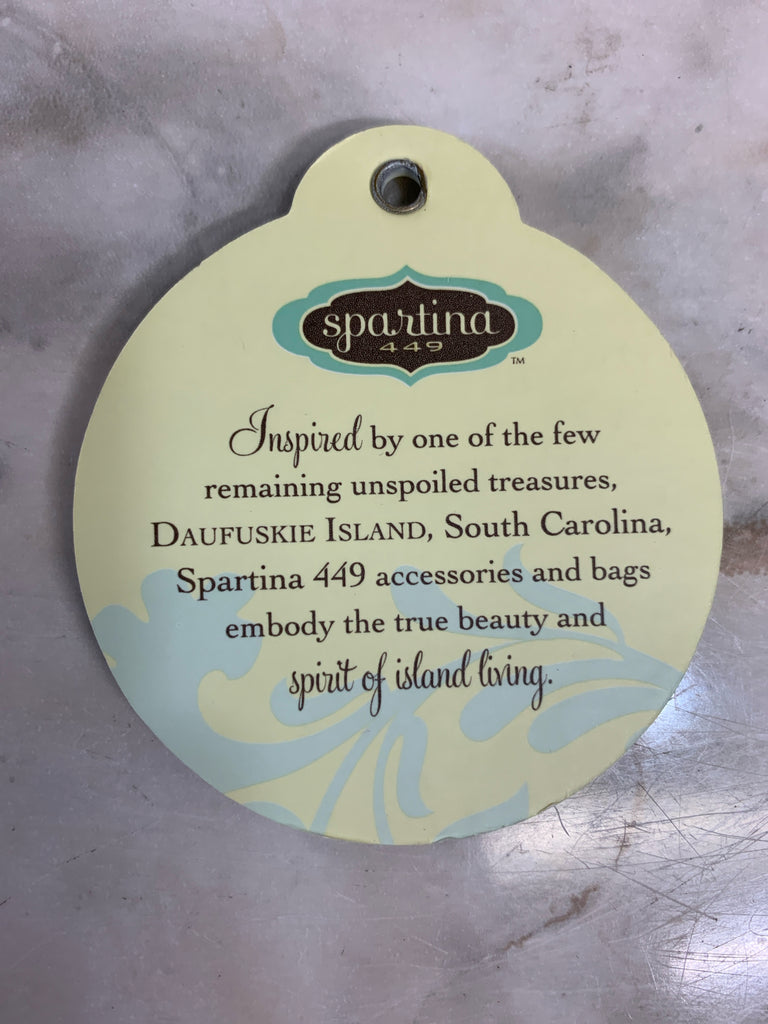 spartina
449
TM
Inspired by one of the few
remaining unspoiled treasures,
DAUFUSKIE ISLAND, South Carolina,
Spartina 449 accessories and bags
embody the true beauty and
spirit of island living.